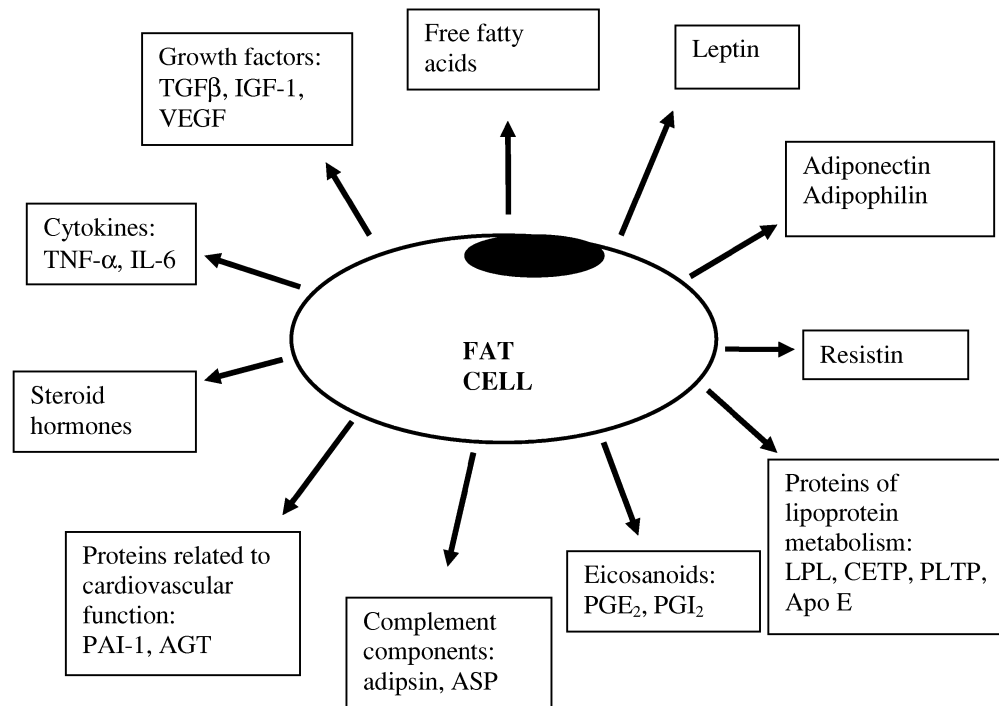 Free fatty
acids
Leptin
Growth factors:
TGFβ, IGF-1,
VEGF
Adiponectin
Adipophilin
Cytokines:
TNF-α, IL-6
FAT
CELL
Resistin
Steroid
hormones
Proteins of
lipoprotein
metabolism:
LPL, CETP, PLTP,
Apo E
Proteins related to
cardiovascular
function:
PAI-1, AGT
Eicosanoids:
PGE₂, PGI₂
Complement
components:
adipsin, ASP